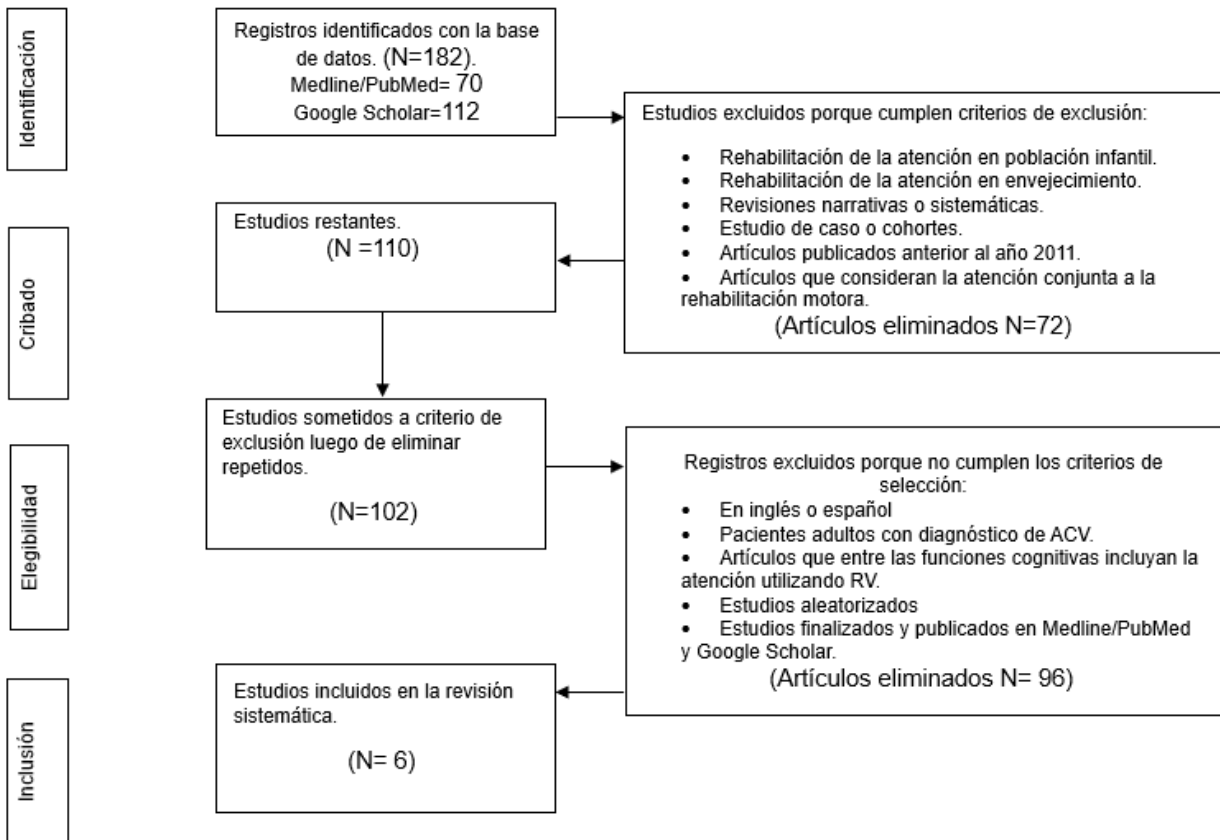 Identificación
Registros identificados con la base
de datos. (N=182).
Medline/PubMed= 70
Google Scholar=112
Estudios excluidos porque cumplen criterios de exclusión:
• Rehabilitación de la atención en población infantil.
• Rehabilitación de la atención en envejecimiento.
• Revisiones narrativas o sistemáticas.
• Estudio de caso o cohortes.
• Artículos publicados anterior al año 2011.
• Artículos que consideran la atención conjunta a la
rehabilitación motora.
(Artículos eliminados N=72)
Cribado
Estudios restantes.
(N =110)
Elegibilidad
Estudios sometidos a criterio de
exclusión luego de eliminar
repetidos.
(N=102)
Registros excluidos porque no cumplen los criterios de
selección:
• En inglés o español
• Pacientes adultos con diagnóstico de ACV.
• Artículos que entre las funciones cognitivas incluyan la
atención utilizando RV.
• Estudios aleatorizados
• Estudios finalizados y publicados en Medline/PubMed
y Google Scholar.
(Artículos eliminados N= 96)
Inclusión
Estudios incluidos en la revisión
sistemática.
(N= 6)